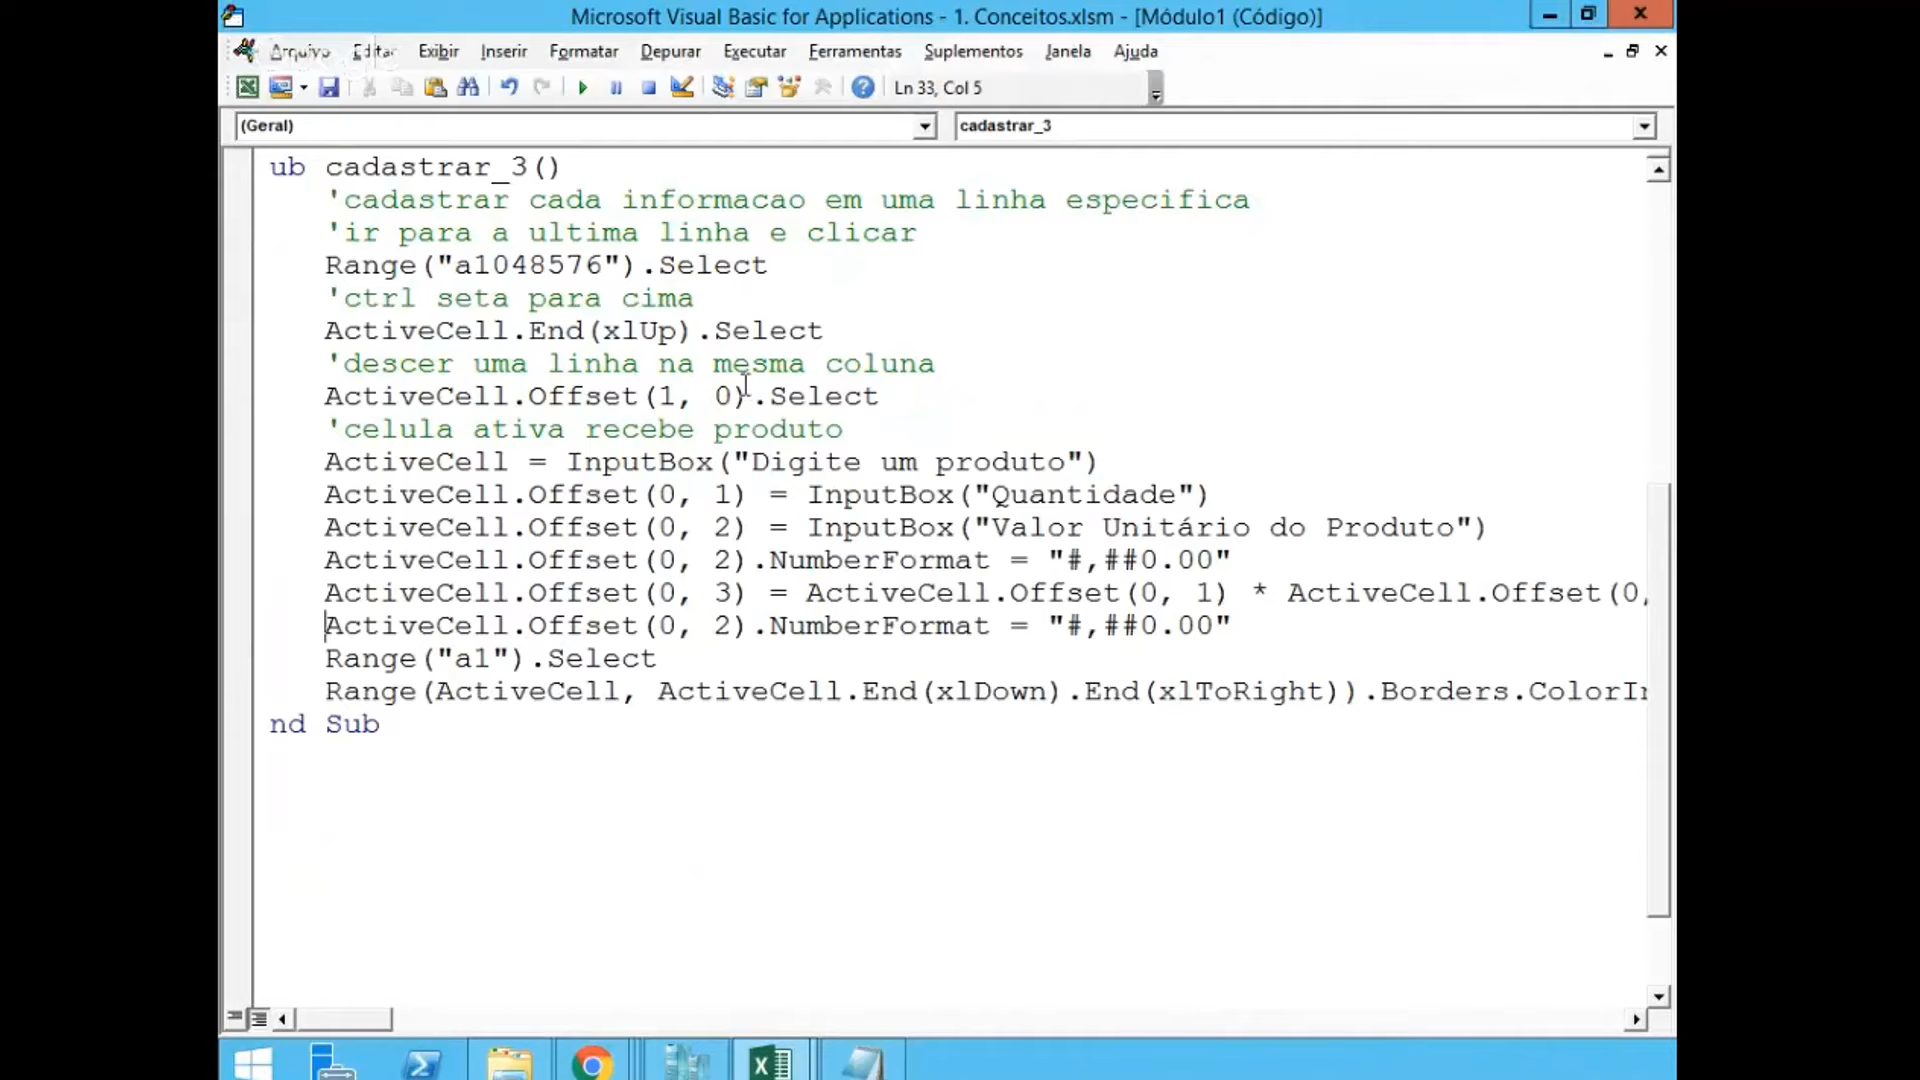 Microsoft Visual Basic for Applications - 1. Conceitos.xlsm - [Módulo1 (Código)]
Arquivo Editar Exibir Inserir Formatar Depurar Executar Ferramentas Suplementos Janela Ajuda
Ln 33, Col 5
(Geral) cadastrar_3
ub cadastrar_3()
'cadastrar cada informacao em uma linha especifica
'ir para a ultima linha e clicar
Range("a1048576").Select
'ctrl seta para cima
ActiveCell.End(xlUp).Select
'descer uma linha na mesma coluna
ActiveCell.Offset(1, 0).Select
'celula ativa recebe produto
ActiveCell = InputBox("Digite um produto")
ActiveCell.Offset(0, 1) = InputBox("Quantidade")
ActiveCell.Offset(0, 2) = InputBox("Valor Unitário do Produto")
ActiveCell.Offset(0, 2).NumberFormat = "#,##0.00"
ActiveCell.Offset(0, 3) = ActiveCell.Offset(0, 1) * ActiveCell.Offset(0,
ActiveCell.Offset(0, 2).NumberFormat = "#,##0.00"
Range("a1").Select
Range(ActiveCell, ActiveCell.End(xlDown).End(xlToRight)).Borders.ColorIn
nd Sub